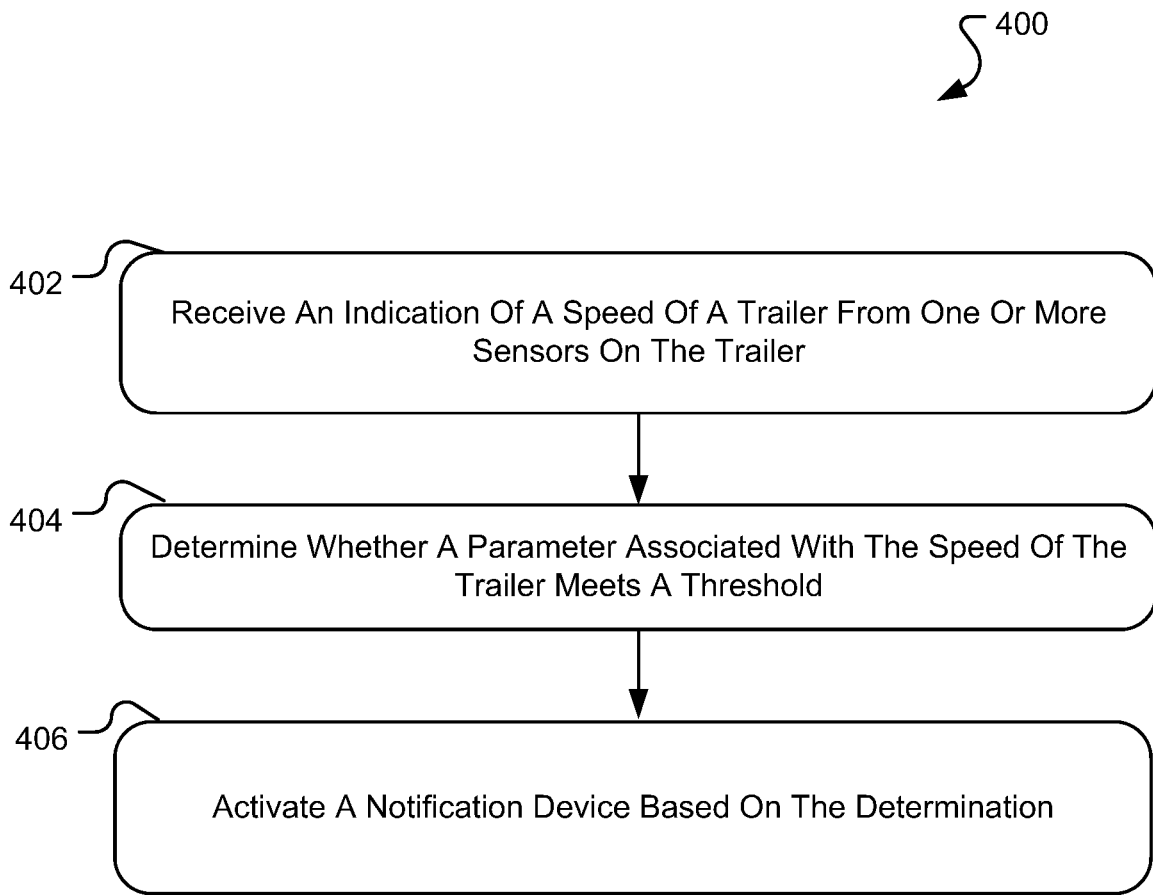 400
402
Receive An Indication Of A Speed Of A Trailer From One Or More
Sensors On The Trailer
404
Determine Whether A Parameter Associated With The Speed Of The
Trailer Meets A Threshold
406
Activate A Notification Device Based On The Determination